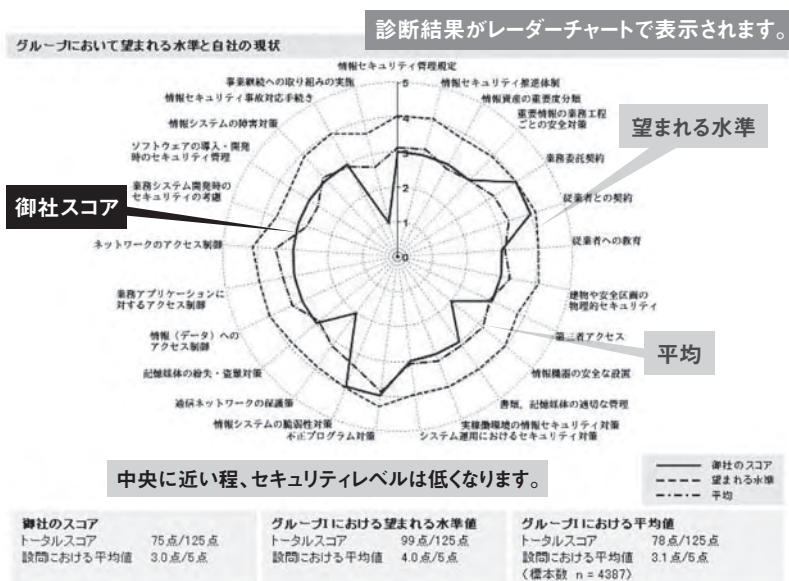 診断結果がレーダーチャートで表示されます。
グループにおいて望まれる水準と自社の現状
情報セキュリティ管理規定
事業継続への取り組みの実施
情報セキュリティ推進体制
情報セキュリティ事故対応手続き
情報資産の重要度分類
情報システムの障害対策
重要情報の業務工程
ごとの安全対策
ソフトウェアの導入・開発
時のセキュリティ管理
業務委託契約
業務システム開発時の
セキュリティの考慮
従業者との契約
ネットワークのアクセス制御
従業者への教育
業務アプリケーションに
対するアクセス制御
建物や安全区画の
物理的セキュリティ
情報（データ）への
アクセス制御
第三者アクセス
記憶媒体の紛失・盗難対策
情報機器の安全な設置
通信ネットワークの保護策
書類、記憶媒体の適切な管理
情報システムの脆弱性対策
実稼働環境の情報セキュリティ対策
不正プログラム対策
システム運用におけるセキュリティ対策
5
4
3
2
1
0
望まれる水準
御社スコア
平均
中央に近い程、セキュリティレベルは低くなります。
御社のスコア
望まれる水準
平均
御社のスコア
トータルスコア 75点/125点
設問における平均値 3.0点/5点
グループIにおける望まれる水準値
トータルスコア 99点/125点
設問における平均値 4.0点/5点
グループIにおける平均値
トータルスコア 78点/125点
設問における平均値 3.1点/5点
（標本数 n = 4387）